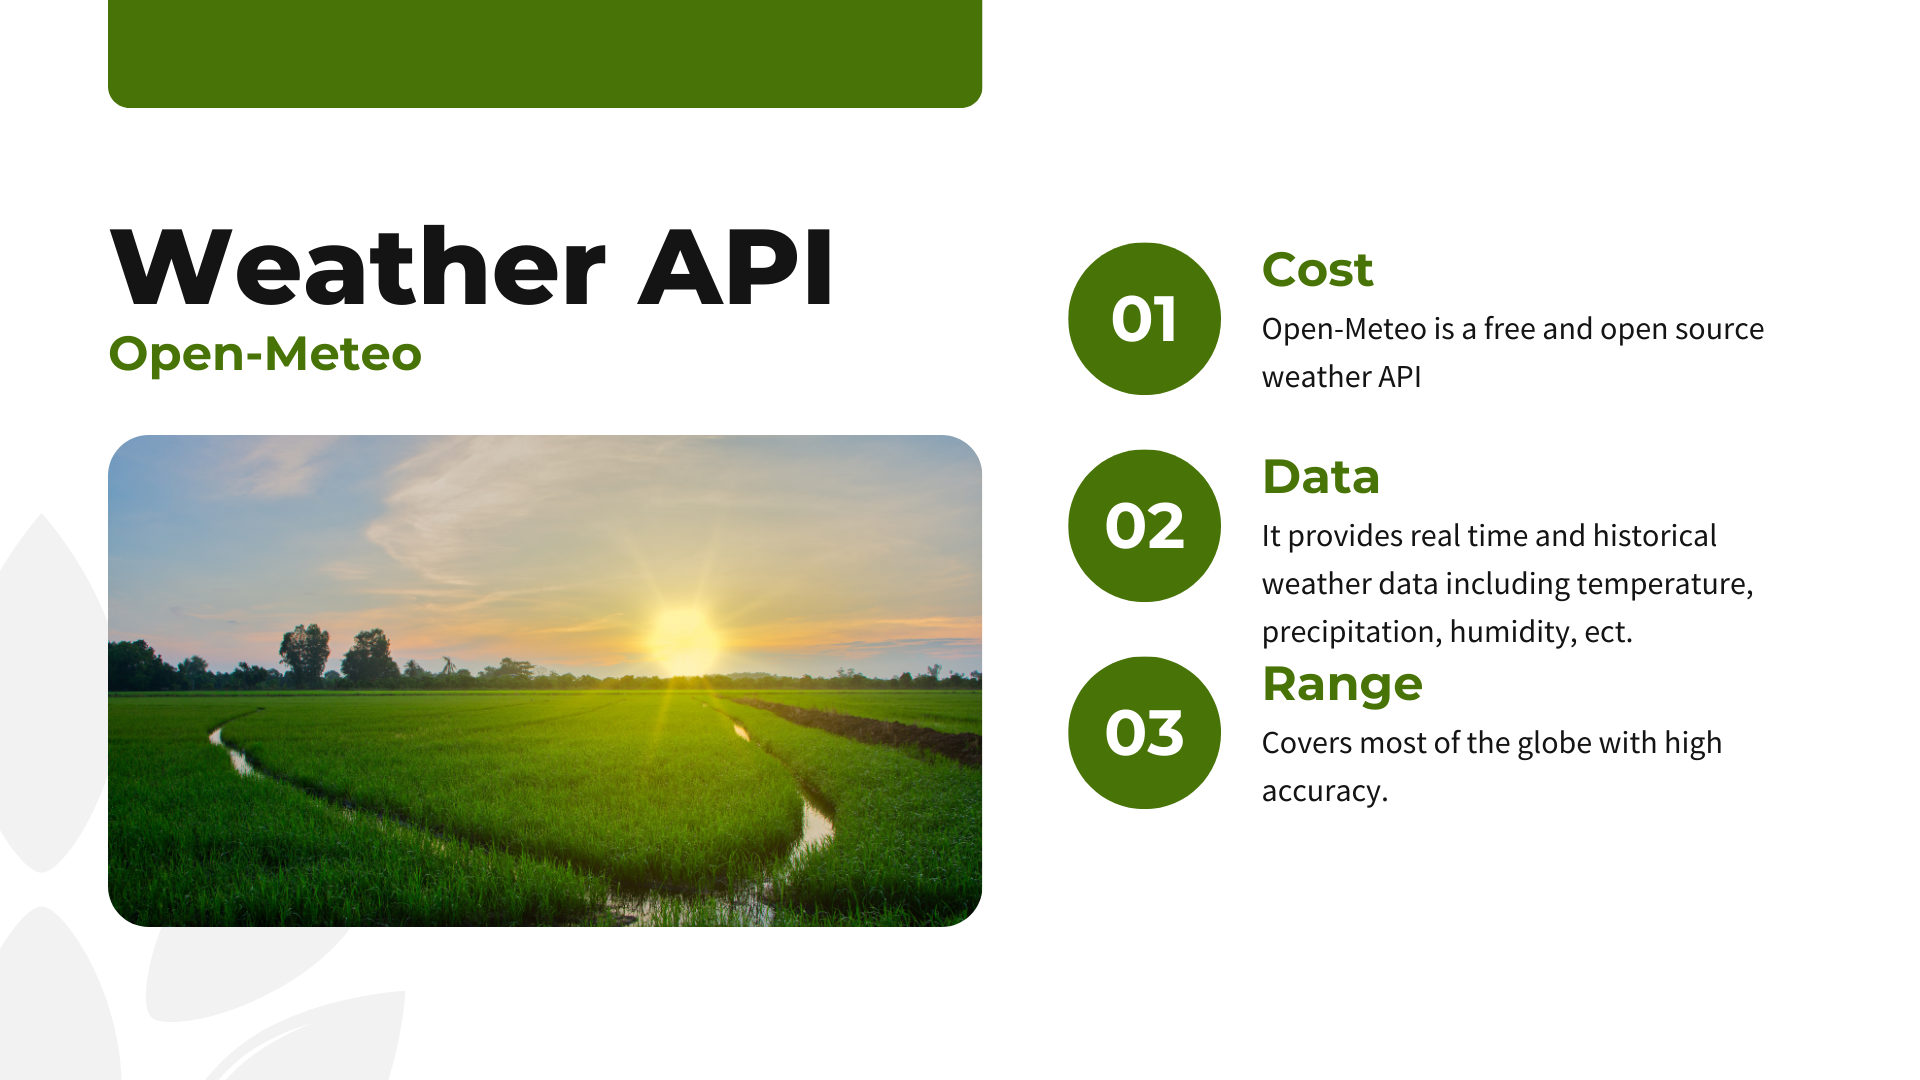 Weather API
Open-Meteo
01
Cost
Open-Meteo is a free and open source
weather API
02
Data
It provides real time and historical
weather data including temperature,
precipitation, humidity, ect.
03
Range
Covers most of the globe with high
accuracy.